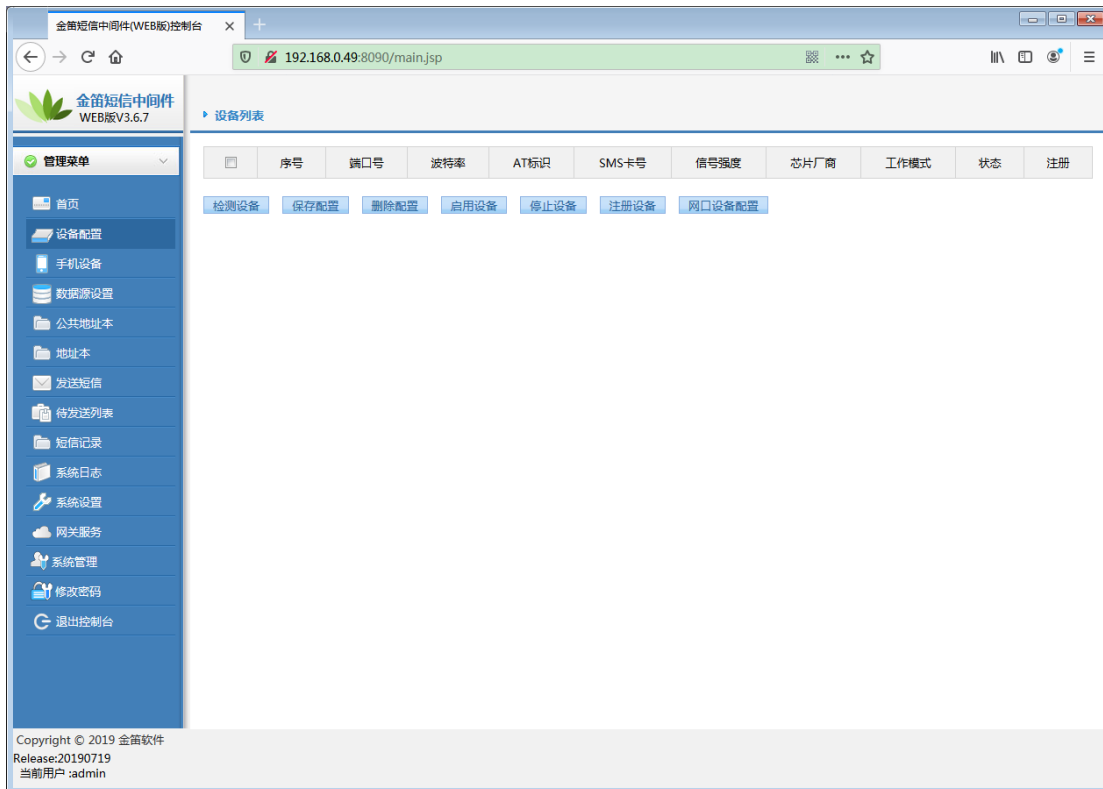 金笛短信中间件(WEB版)控制台
192.168.0.49:8090/main.jsp
金笛短信中间件
WEB版V3.6.7
设备列表
管理菜单
序号 端口号 波特率 AT标识 SMS卡号 信号强度 芯片厂商 工作模式 状态 注册
检测设备 保存配置 删除配置 启用设备 停止设备 注册设备 网口设备配置
首页
设备配置
手机设备
数据源设置
公共地址本
地址本
发送短信
待发送列表
短信记录
系统日志
系统设置
网关服务
系统管理
修改密码
退出控制台
Copyright © 2019 金笛软件
Release:20190719
当前用户 :admin